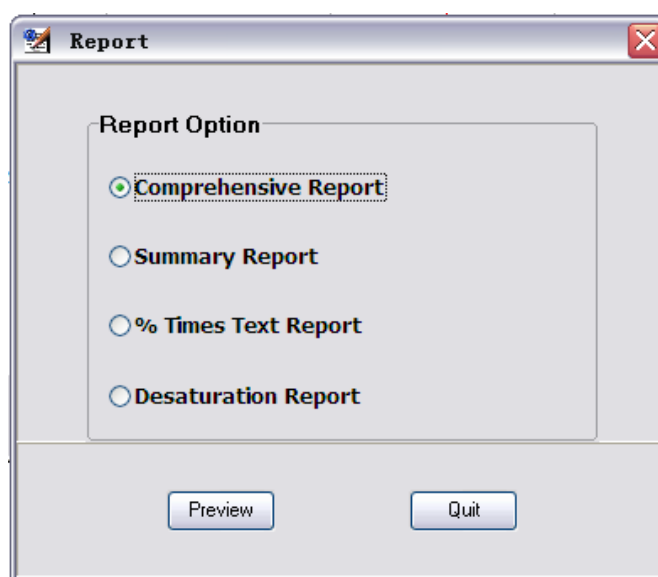 Report
Report Option
Comprehensive Report
Summary Report
% Times Text Report
Desaturation Report
Preview Quit